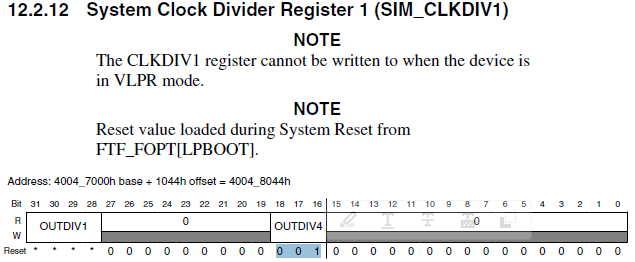 12.2.12 System Clock Divider Register 1 (SIM_CLKDIV1)
NOTE
The CLKDIV1 register cannot be written to when the device is
in VLPR mode.
NOTE
Reset value loaded during System Reset from
FTF_FOPT[LPBOOT].
Address: 4004_7000h base + 1044h offset = 4004_8044h
Bit 31 30 29 28 27 26 25 24 23 22 21 20 19 18 17 16 15 14 13 12 11 10 9 8 7 6 5 4 3 2 1 0
R OUTDIV1 0 OUTDIV4 0
W
Reset * * * * 0 0 0 0 0 0 0 0 0 0 0 1 0 0 0 0 0 0 0 0 0 0 0 0 0 0 0 0